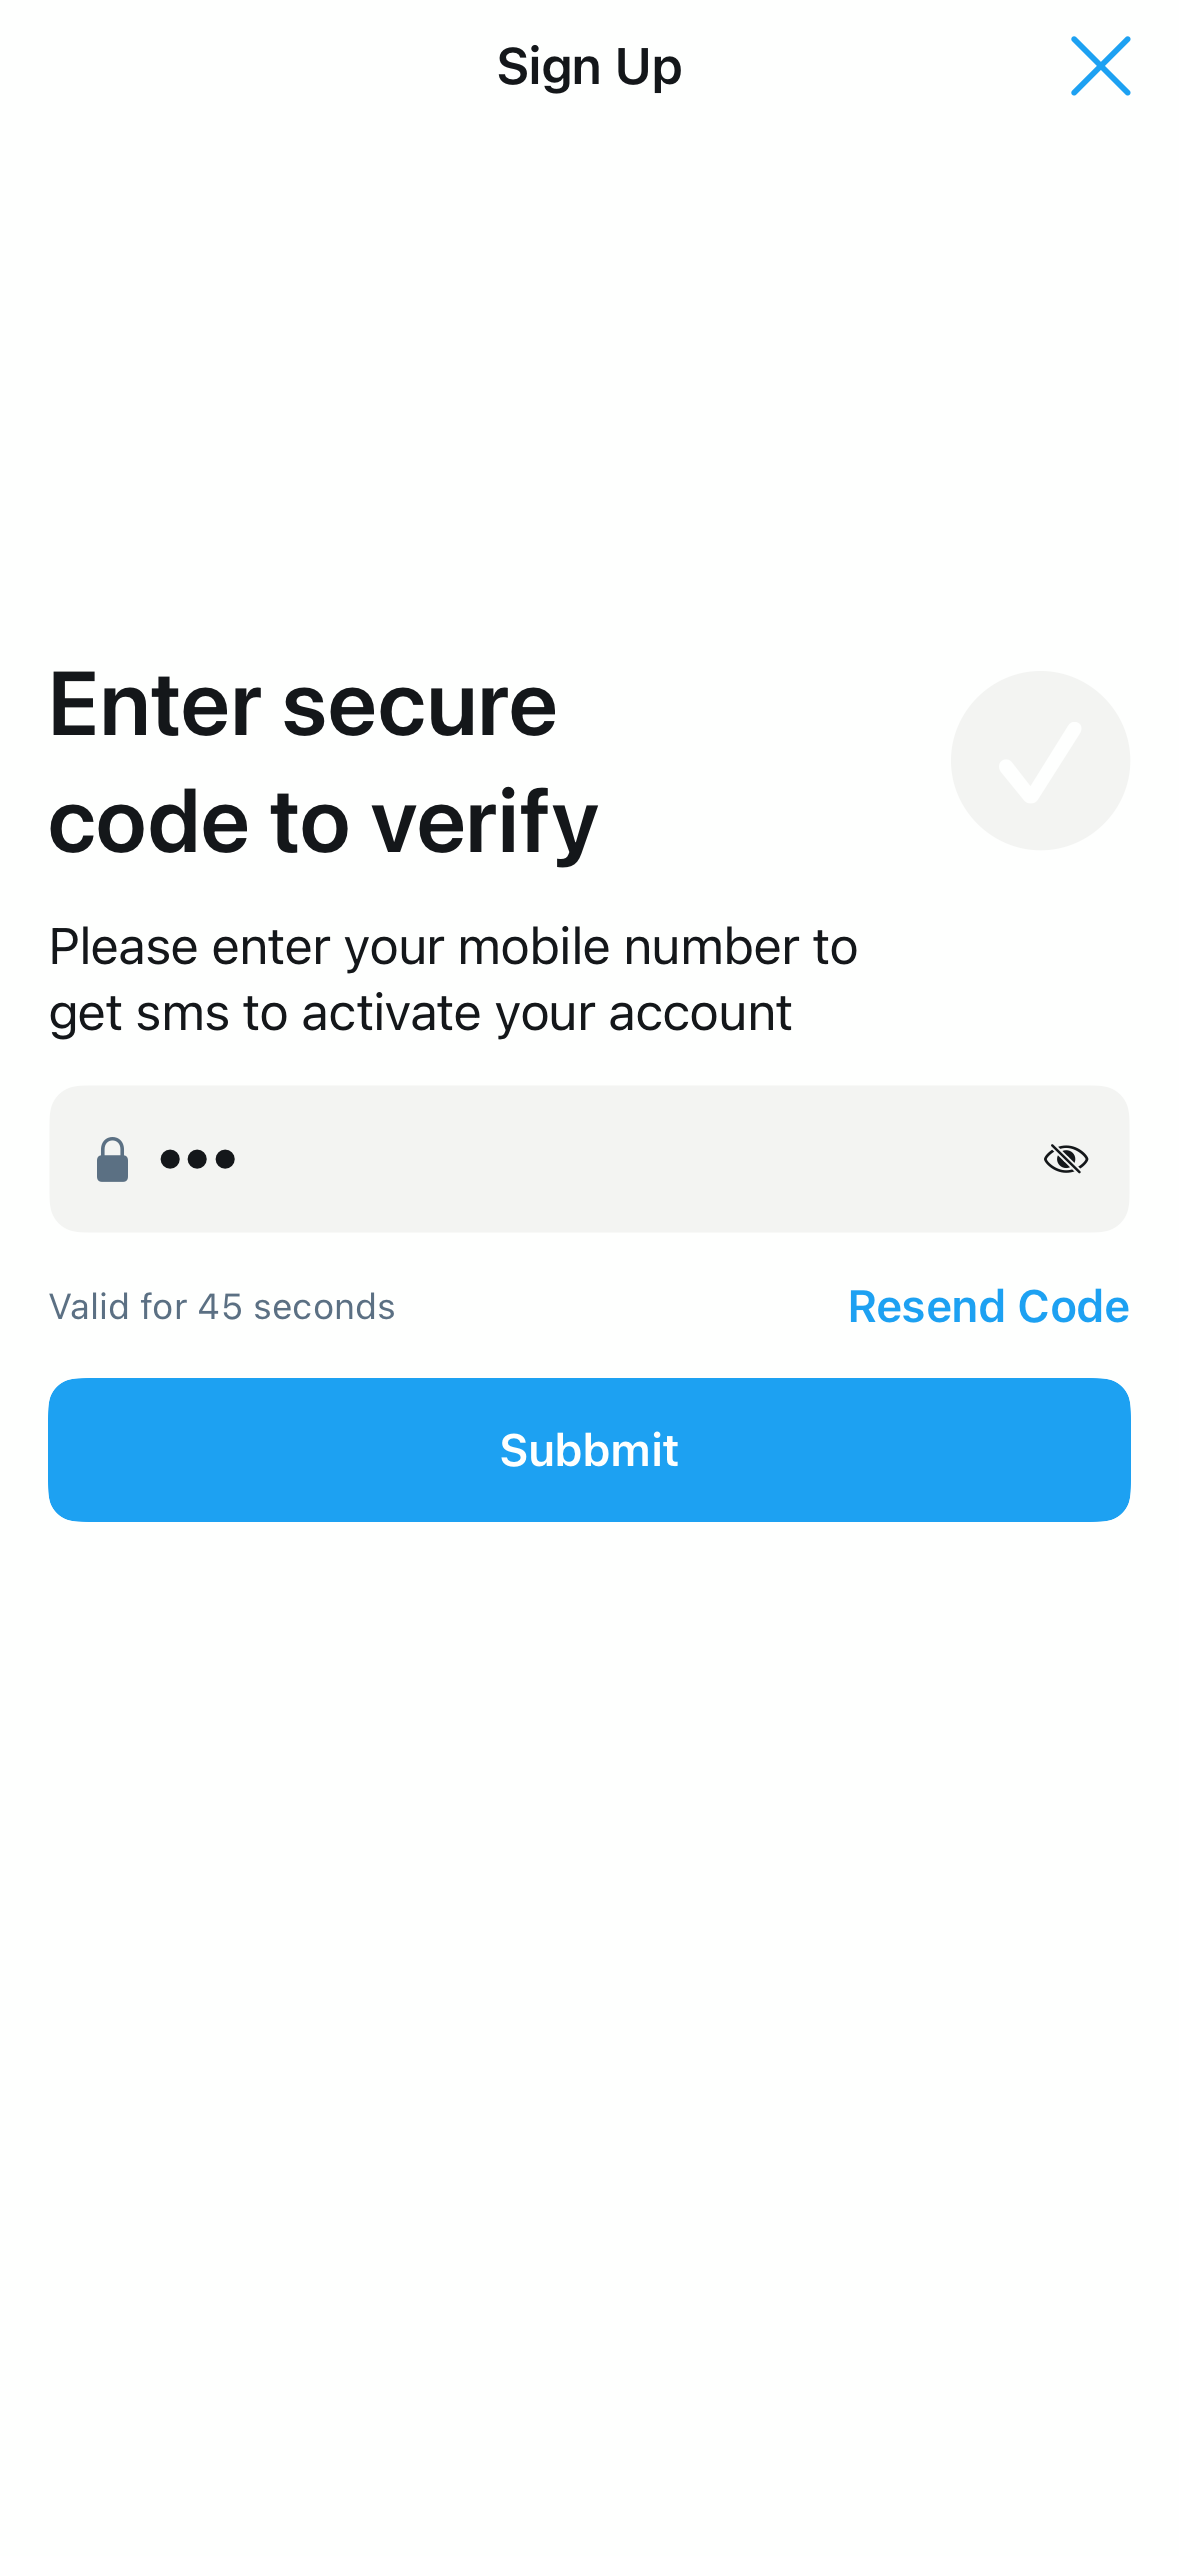 Sign Up
Enter secure
code to verify
Please enter your mobile number to
get sms to activate your account
Valid for 45 seconds
Resend Code
Subbmit